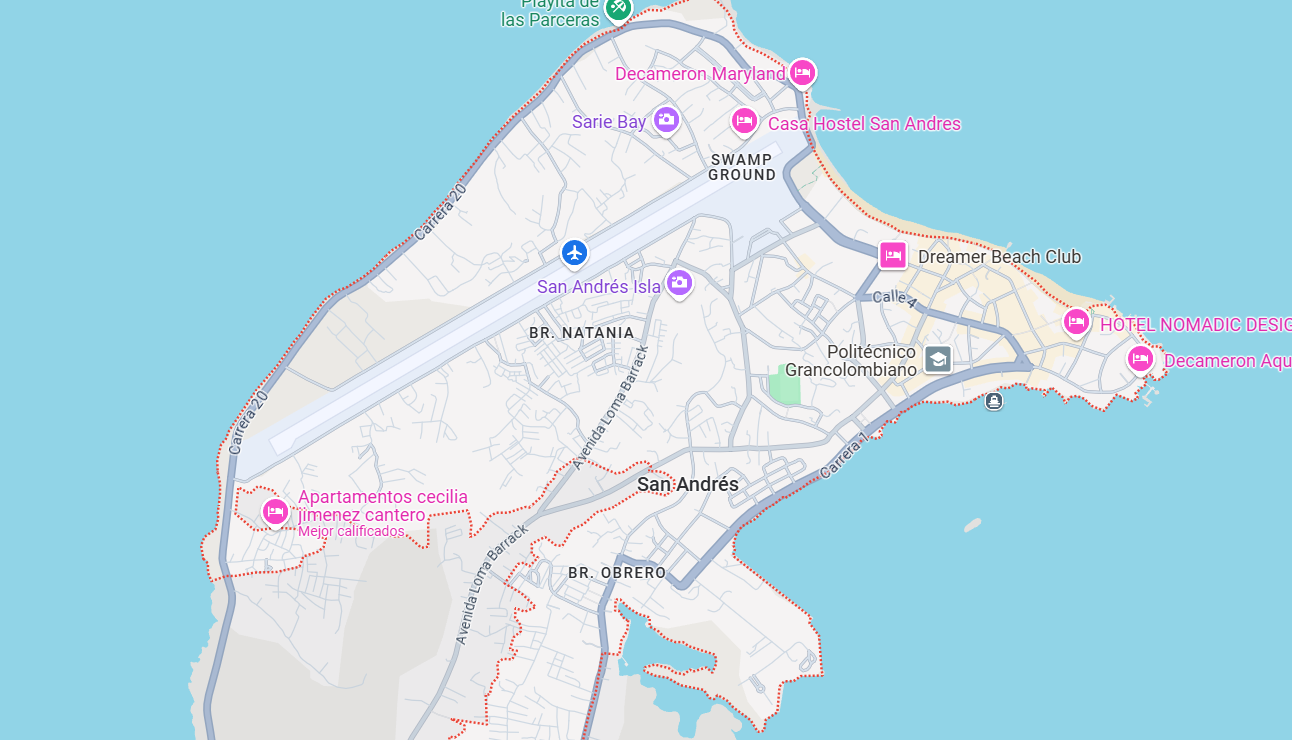 Playita de
las Parceras
Decameron Maryland
Sarie Bay
Casa Hostel San Andres
SWAMP
GROUND
Carrera 20
Dreamer Beach Club
San Andrés Isla
Calle 4
HOTEL NOMADIC DESIG
BR. NATANIA
Politécnico
Grancolombiano
Decameron Aqu
Avenida Loma Barrack
Carrera 20
Carrera 1
San Andrés
Apartamentos cecilia
jimenez cantero
Mejor calificados
Avenida Loma Barrack
BR. OBRERO